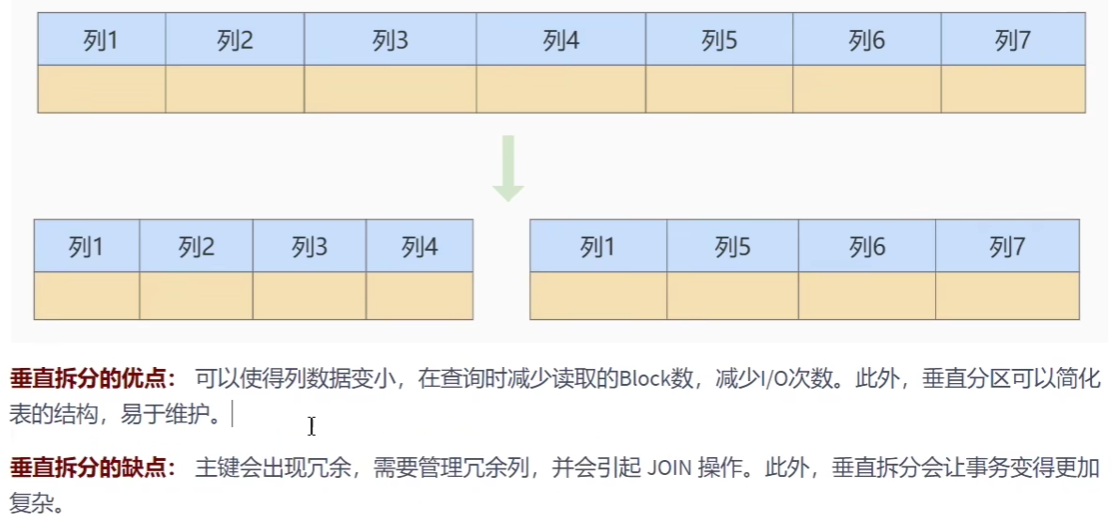 列1 列2 列3 列4 列5 列6 列7
列1 列2 列3 列4 列1 列5 列6 列7
垂直拆分的优点： 可以使得列数据变小，在查询时减少读取的Block数，减少I/O次数。此外，垂直分区可以简化
表的结构，易于维护。
垂直拆分的缺点： 主键会出现冗余，需要管理冗余列，并会引起 JOIN 操作。此外，垂直拆分会让事务变得更加
复杂。